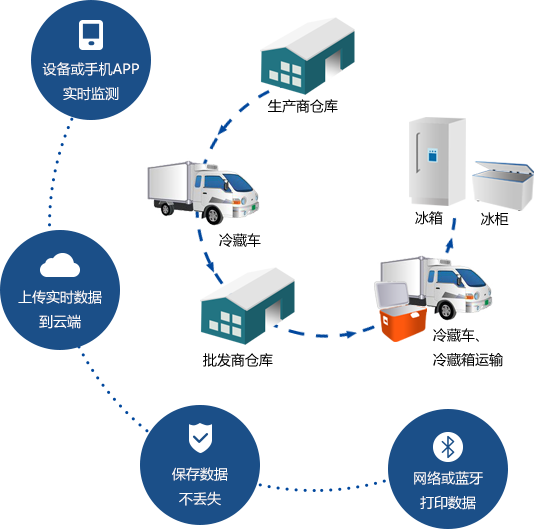 设备或手机APP
实时监测
生产商仓库
冷藏车
冰箱
冰柜
上传实时数据
到云端
批发商仓库
冷藏车、
冷藏箱运输
保存数据
不丢失
网络或蓝牙
打印数据